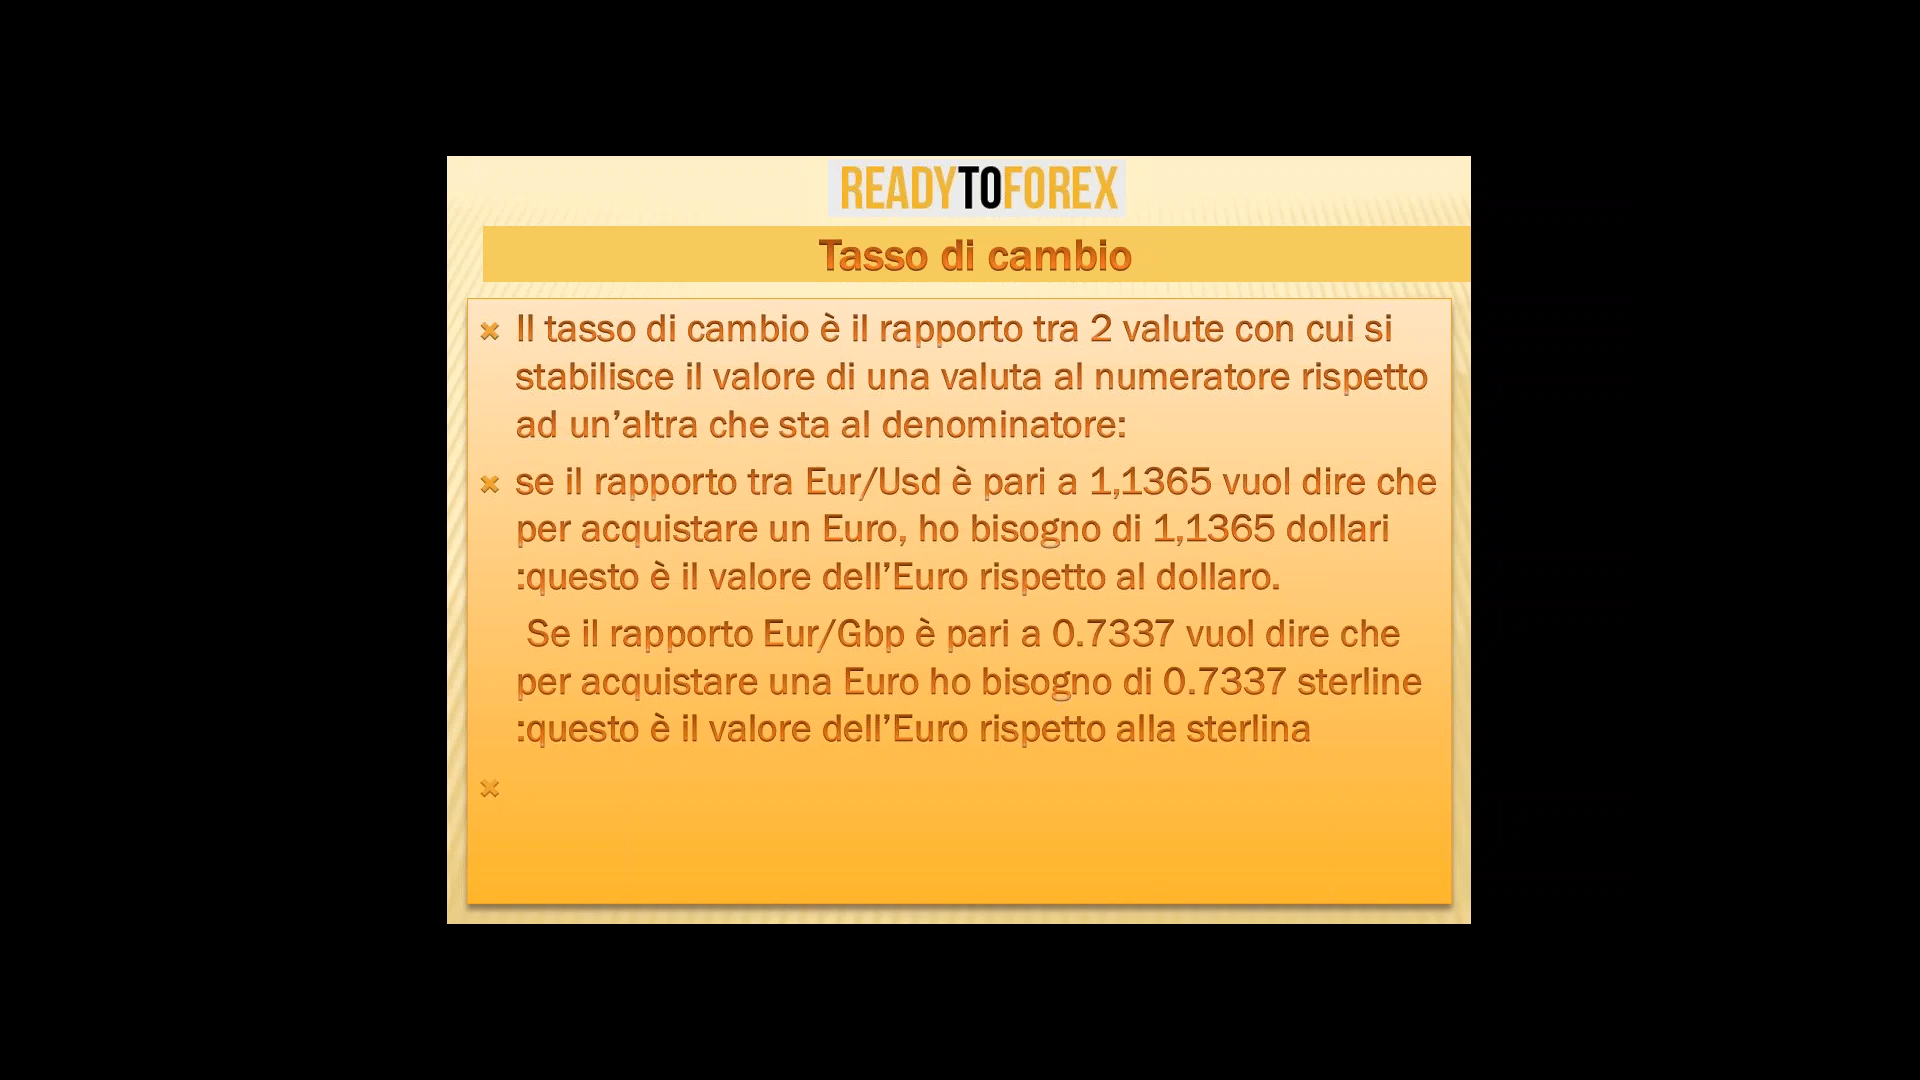 READYTOFOREX
Tasso di cambio
Il tasso di cambio è il rapporto tra 2 valute con cui si
stabilisce il valore di una valuta al numeratore rispetto
ad un’altra che sta al denominatore:
se il rapporto tra Eur/Usd è pari a 1,1365 vuol dire che
per acquistare un Euro, ho bisogno di 1,1365 dollari
:questo è il valore dell’Euro rispetto al dollaro.
Se il rapporto Eur/Gbp è pari a 0.7337 vuol dire che
per acquistare una Euro ho bisogno di 0.7337 sterline
:questo è il valore dell’Euro rispetto alla sterlina